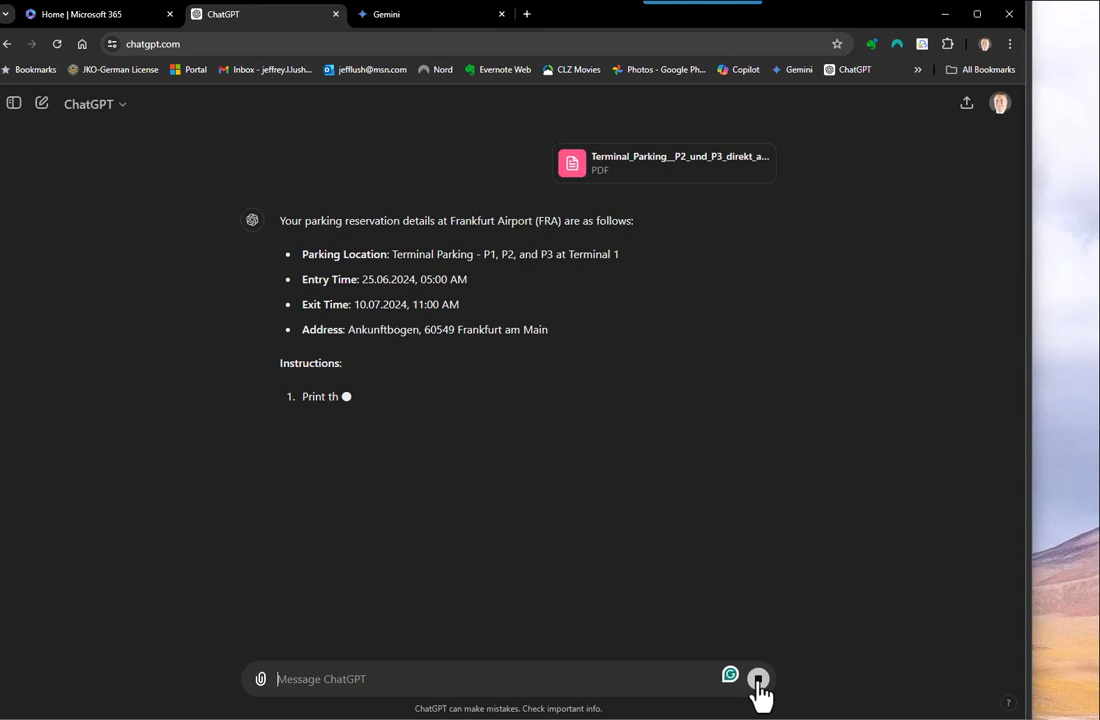 Home | Microsoft 365
ChatGPT
Gemini
chatgpt.com
Bookmarks
JKO-German License
Portal
Inbox - jeffrey.l.lush...
jefflush@msn.com
Nord
Evernote Web
CLZ Movies
Photos - Google Ph...
Copilot
Gemini
ChatGPT
»
All Bookmarks
ChatGPT
Terminal_Parking__P2_und_P3_direkt_a...
PDF
Your parking reservation details at Frankfurt Airport (FRA) are as follows:
• Parking Location: Terminal Parking - P1, P2, and P3 at Terminal 1
• Entry Time: 25.06.2024, 05:00 AM
• Exit Time: 10.07.2024, 11:00 AM
• Address: Ankunftbogen, 60549 Frankfurt am Main
Instructions:
1. Print th
Message ChatGPT
ChatGPT can make mistakes. Check important info.
?